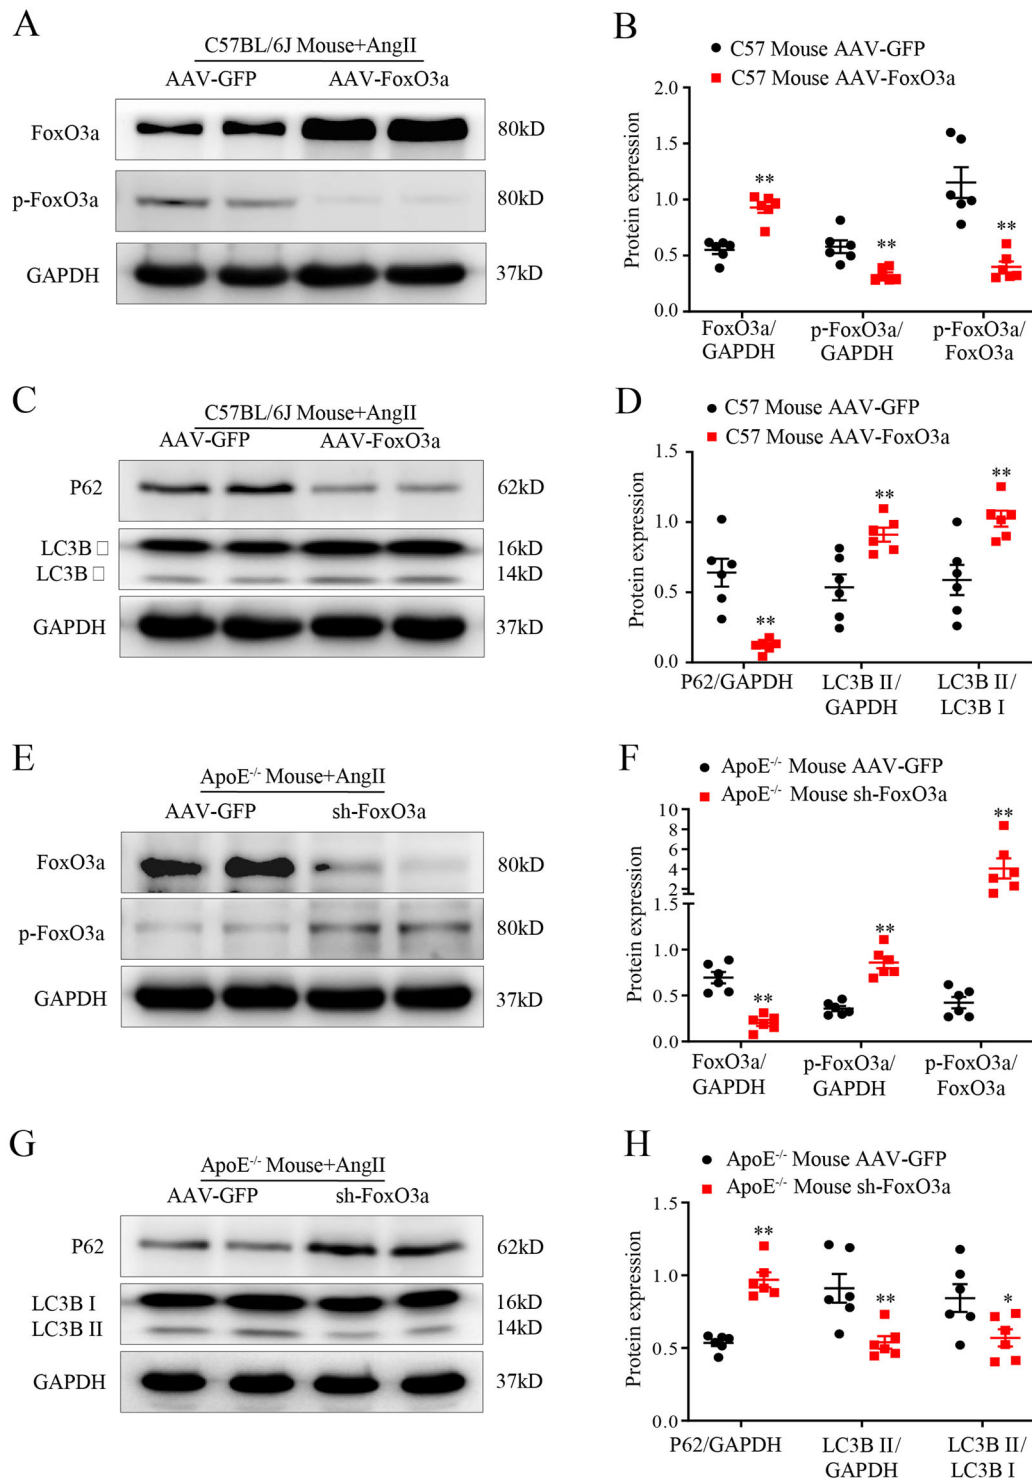 A
C57BL/6J Mouse+AngII
AAV-GFP AAV-FoxO3a
FoxO3a 80kD
p-FoxO3a 80kD
GAPDH 37kD
B
C57 Mouse AAV-GFP
C57 Mouse AAV-FoxO3a
Protein expression
2.0
1.5
1.0
0.5
0.0
** ** **
FoxO3a/ p-FoxO3a/ p-FoxO3a/
GAPDH GAPDH FoxO3a
C
C57BL/6J Mouse+AngII
AAV-GFP AAV-FoxO3a
P62 62kD
LC3B □ 16kD
LC3B □ 14kD
GAPDH 37kD
D
C57 Mouse AAV-GFP
C57 Mouse AAV-FoxO3a
Protein expression
1.5
1.0
0.5
0.0
** ** **
P62/GAPDH LC3B II/ LC3B II/
GAPDH LC3B I
E
ApoE-/- Mouse+AngII
AAV-GFP sh-FoxO3a
FoxO3a 80kD
p-FoxO3a 80kD
GAPDH 37kD
F
ApoE-/- Mouse AAV-GFP
ApoE-/- Mouse sh-FoxO3a
Protein expression
10
8
6
4
2
1.5
1.0
0.5
0.0
** ** **
FoxO3a/ p-FoxO3a/ p-FoxO3a/
GAPDH GAPDH FoxO3a
G
ApoE-/- Mouse+AngII
AAV-GFP sh-FoxO3a
P62 62kD
LC3B I 16kD
LC3B II 14kD
GAPDH 37kD
H
ApoE-/- Mouse AAV-GFP
ApoE-/- Mouse sh-FoxO3a
Protein expression
1.5
1.0
0.5
0.0
** ** *
P62/GAPDH LC3B II/ LC3B II/
GAPDH LC3B I